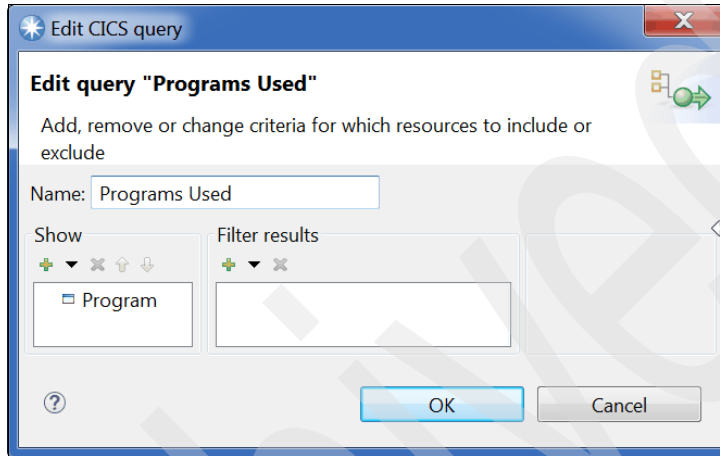 Edit CICS query
Edit query "Programs Used"
Add, remove or change criteria for which resources to include or
exclude
Name: Programs Used
Show Filter results
Program
OK Cancel